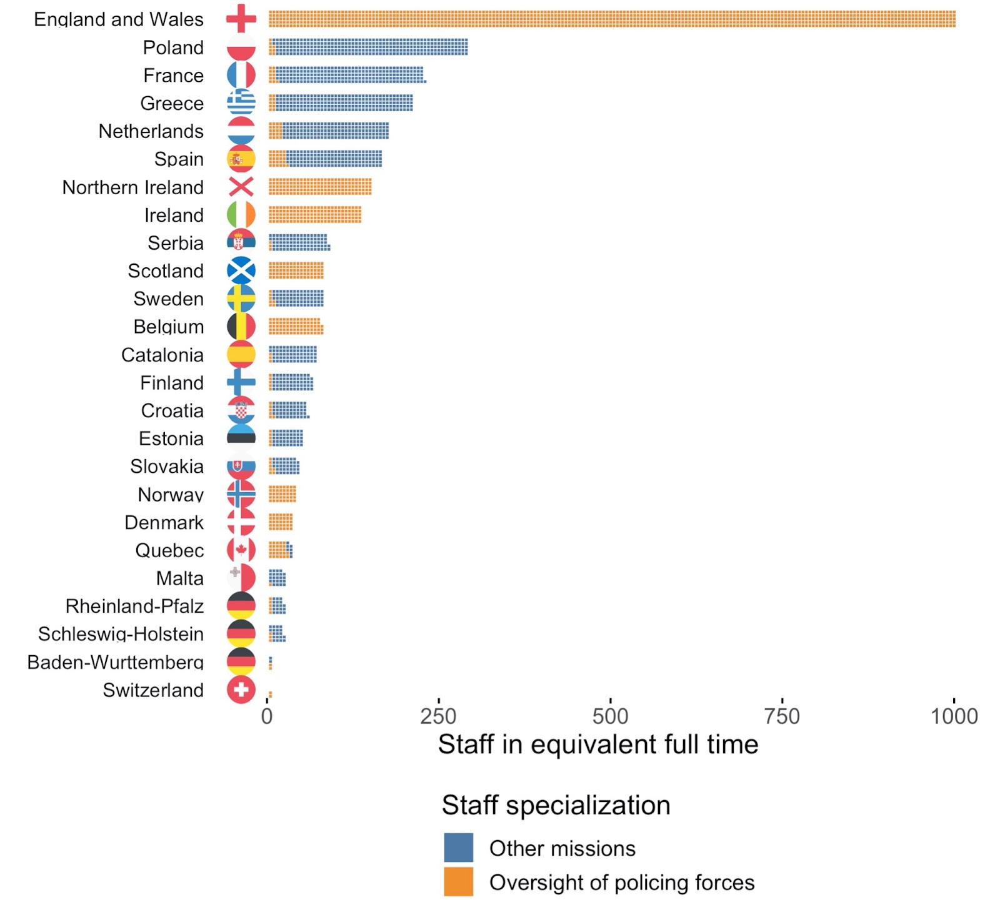 England and Wales
Poland
France
Greece
Netherlands
Spain
Northern Ireland
Ireland
Serbia
Scotland
Sweden
Belgium
Catalonia
Finland
Croatia
Estonia
Slovakia
Norway
Denmark
Quebec
Malta
Rheinland-Pfalz
Schleswig-Holstein
Baden-Wurttemberg
Switzerland
0 250 500 750 1000
Staff in equivalent full time
Staff specialization
Other missions
Oversight of policing forces